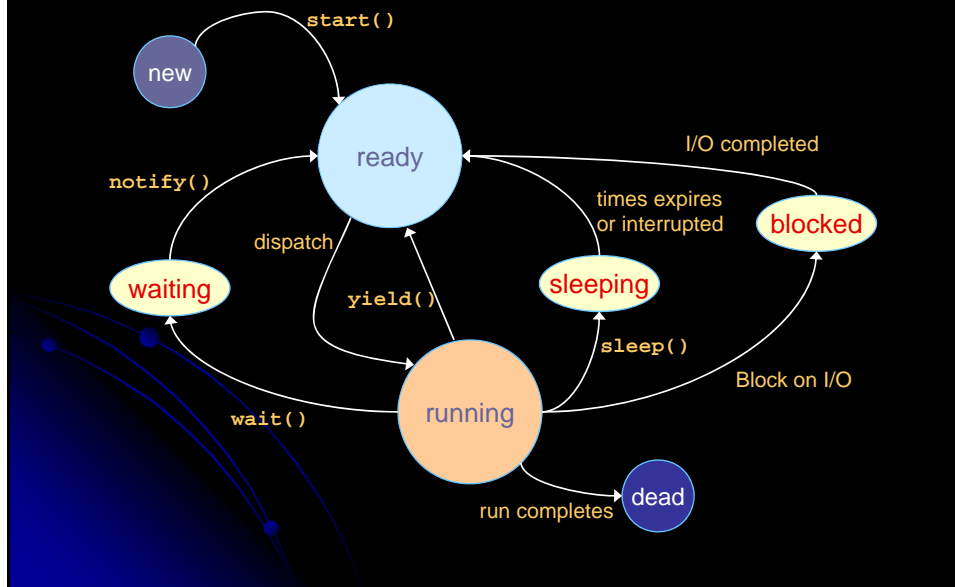 start()
new
ready
I/O completed
notify()
times expires
or interrupted
blocked
dispatch
waiting
yield()
sleeping
sleep()
Block on I/O
wait()
running
run completes
dead